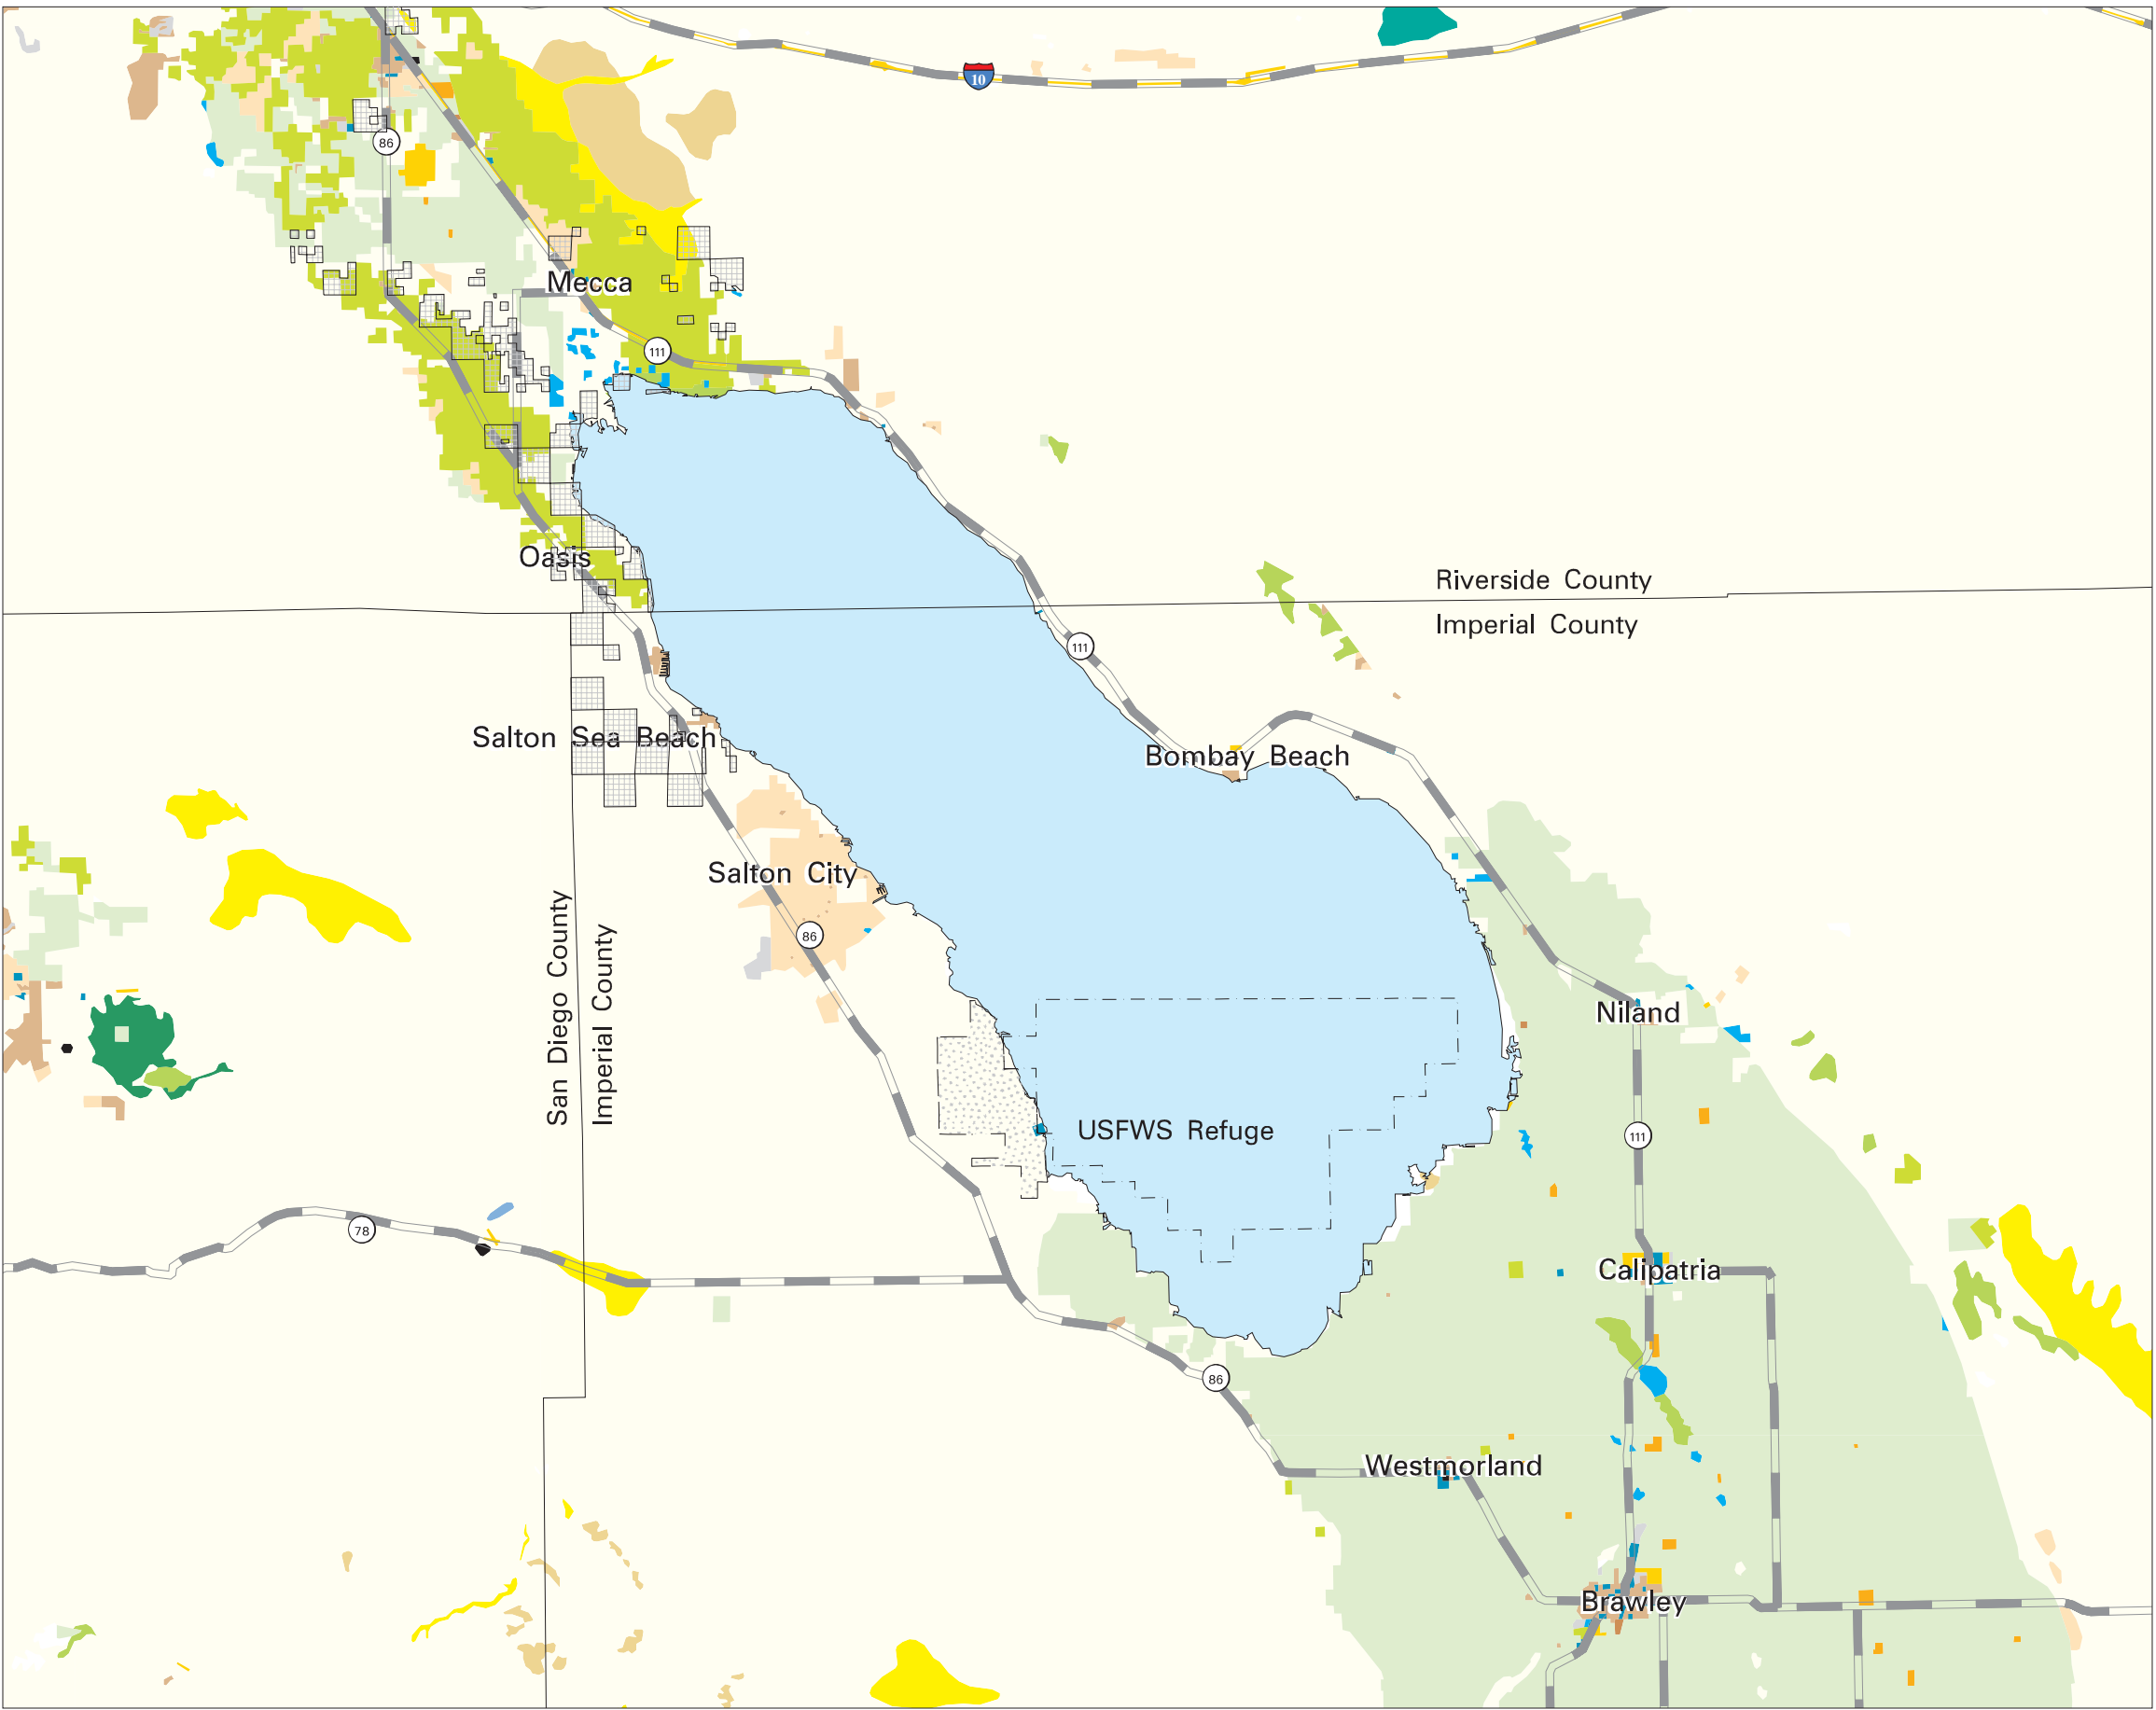 10
86
Mecca
111
Oasis
Riverside County
Imperial County
111
Salton Sea Beach
Bombay Beach
Salton City
86
San Diego County
Imperial County
Niland
USFWS Refuge
111
78
Calipatria
86
Westmorland
Brawley